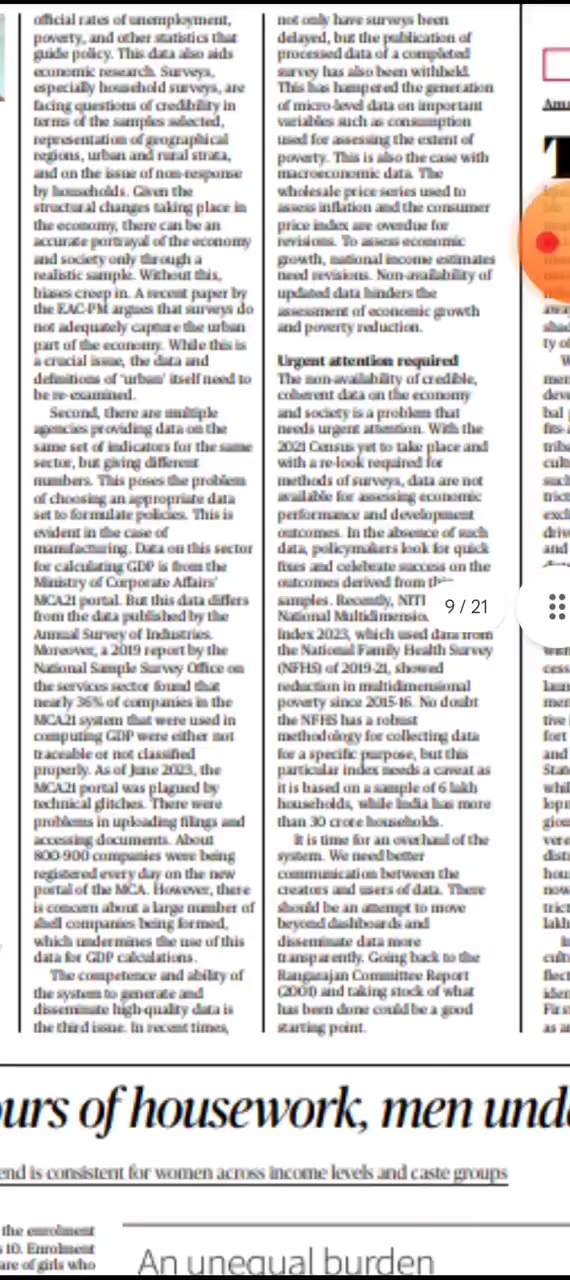 official rates of unemployment,
poverty, and other statistics that
guide policy. This data also aids
economic research. Surveys,
especially household surveys, are
facing questions of credibility in
terms of the samples selected,
representation of geographical
regions, urban and rural strata,
and on the issue of non-response
by households. Given the
structural changes taking place in
the economy, there can be an
accurate portrayal of the economy
and society only through a
realistic sample. Without this,
biases creep in. A recent paper by
the EAC-PM argues that surveys do
not adequately capture the urban
part of the economy. While this is
a crucial issue, the data and
definitions of 'urban' itself need to
be re-examined.
Second, there are multiple
agencies providing data on the
same set of indicators for the same
sector, but giving different
numbers. This poses the problem
of choosing an appropriate data
set to formulate policies. This is
evident in the case of
manufacturing. Data on this sector
for calculating GDP is from the
Ministry of Corporate Affairs'
MCA21 portal. But this data differs
from the data published by the
Annual Survey of Industries.
Moreover, a 2019 report by the
National Sample Survey Office on
the services sector found that
nearly 36% of companies in the
MCA21 system that were used in
computing GDP were either not
traceable or not classified
properly. As of June 2023, the
MCA21 portal was plagued by
technical glitches. There were
problems in uploading filings and
accessing documents. About
800-900 companies were being
registered every day on the new
portal of the MCA. However, there
is concern about a large number of
shell companies being formed,
which undermines the use of this
data for GDP calculations.
The competence and ability of
the system to generate and
disseminate high-quality data is
the third issue. In recent times,
not only have surveys been
delayed, but the publication of
processed data of a completed
survey has also been withheld.
This has hampered the generation
of micro-level data on important
variables such as consumption
used for assessing the extent of
poverty. This is also the case with
macroeconomic data. The
wholesale price series used to
assess inflation and the consumer
price index are overdue for
revisions. To assess economic
growth, national income estimates
need revisions. Non-availability of
updated data hinders the
assessment of economic growth
and poverty reduction.
Urgent attention required
The non-availability of credible,
coherent data on the economy
and society is a problem that
needs urgent attention. With the
2021 Census yet to take place and
with a re-look required for
methods of surveys, data are not
available for assessing economic
performance and development
outcomes. In the absence of such
data, policymakers look for quick
fixes and celebrate success on the
outcomes derived from
samples. Recently, NITI
National
Index 2023, which used data from
the National Family Health Survey
(NFHS) of 2019-21, showed
reduction in multidimensional
poverty since 2015-16. No doubt
the NFHS has a robust
methodology for collecting data
for a specific purpose, but this
particular index needs a caveat as
it is based on a sample of 6 lakh
households, while India has more
than 30 crore households.
It is time for an overhaul of the
system. We need better
communication between the
creators and users of data. There
should be an attempt to move
beyond dashboards and
disseminate data more
transparently. Going back to the
Rangarajan Committee Report
(2001) and taking stock of what
has been done could be a good
starting point.
9 / 21
ours of housework, men
end is consistent for women across income levels and caste groups
the enrolment
10. Enrolment
are of girls who
An unequal burden